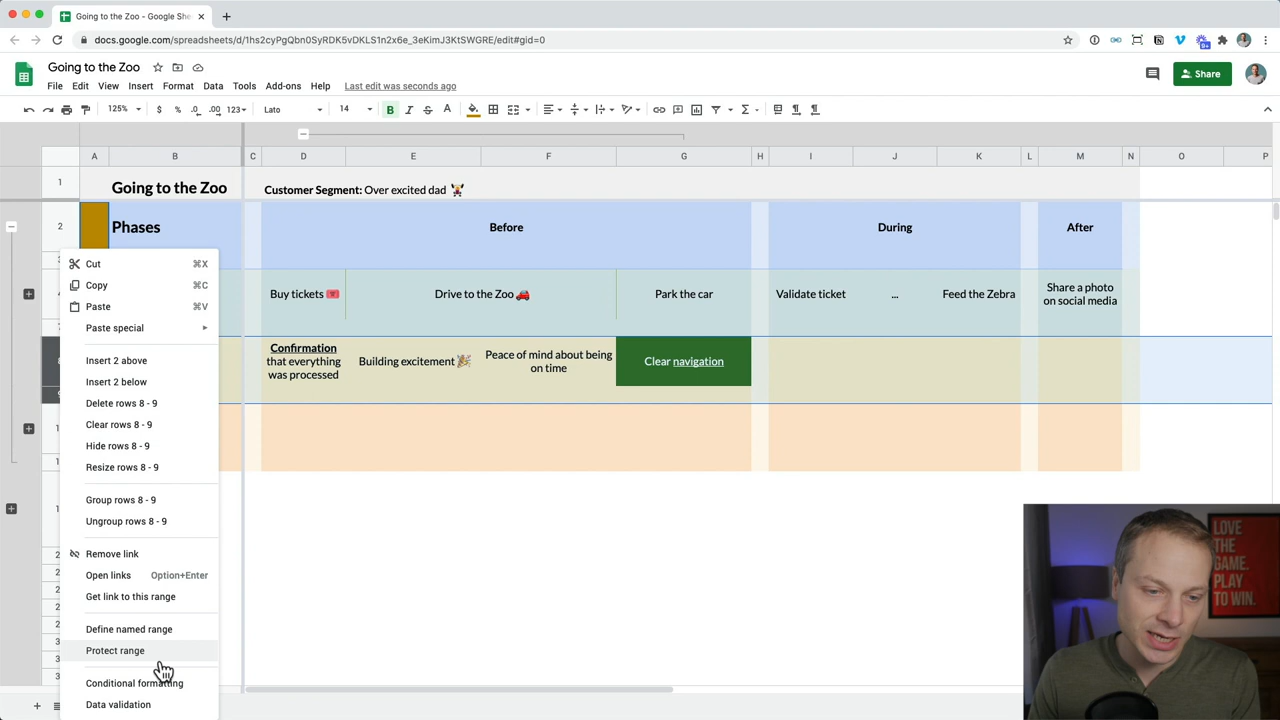 Going to the Zoo - Google She
docs.google.com/spreadsheets/d/1hs2cyPgQbn0SyRDK5vDKLS1n2x6e_3eKimJ3KtSWGRE/edit#gid=0
9+
Going to the Zoo
File Edit View Insert Format Data Tools Add-ons Help Last edit was seconds ago
Share
125% $ % .0 .00 123 Lato 14 B I S A
A B C D E F G H I J K L M N O P
1 Going to the Zoo Customer Segment: Over excited dad
2 Phases Before During After
Cut ⌘X
Copy ⌘C
Paste ⌘V
Paste special
Insert 2 above
Insert 2 below
Delete rows 8 - 9
Clear rows 8 - 9
Hide rows 8 - 9
Resize rows 8 - 9
Group rows 8 - 9
Ungroup rows 8 - 9
Remove link
Open links Option+Enter
Get link to this range
Define named range
Protect range
Conditional formatting
Data validation
Buy tickets Drive to the Zoo Park the car Validate ticket ... Feed the Zebra
Share a photo
on social media
Confirmation
that everything
was processed
Building excitement
Peace of mind about being
on time
Clear navigation
LOVE
THE
GAME.
PLAY
TO WIN.